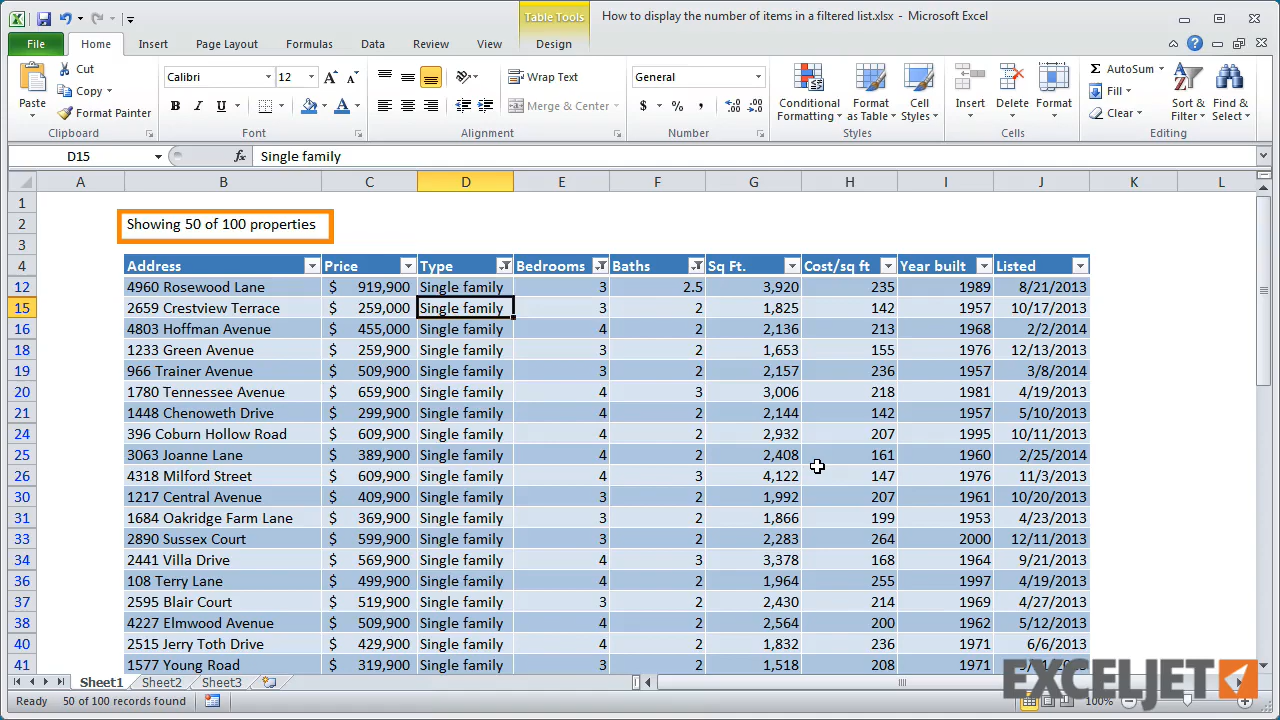 Table Tools
How to display the number of items in a filtered list.xlsx - Microsoft Excel
File Home Insert Page Layout Formulas Data Review View Design
Paste
Cut
Copy
Format Painter
Clipboard
Calibri 12
B I U
Font
Wrap Text
Merge & Center
Alignment
General
$ % ,
Number
Conditional Formatting
Format as Table
Cell Styles
Styles
Insert Delete Format
Cells
AutoSum
Fill
Clear
Sort & Filter
Find & Select
Editing
D15 fx Single family
A B C D E F G H I J K L
1
2 Showing 50 of 100 properties
3
4 Address Price Type Bedrooms Baths Sq Ft. Cost/sq ft Year built Listed
12 4960 Rosewood Lane $ 919,900 Single family 3 2.5 3,920 235 1989 8/21/2013
15 2659 Crestview Terrace $ 259,000 Single family 3 2 1,825 142 1957 10/17/2013
16 4803 Hoffman Avenue $ 455,000 Single family 4 2 2,136 213 1968 2/2/2014
18 1233 Green Avenue $ 259,900 Single family 3 2 1,653 155 1976 12/13/2013
19 966 Trainer Avenue $ 509,900 Single family 3 2 2,157 236 1957 3/8/2014
20 1780 Tennessee Avenue $ 659,900 Single family 4 3 3,006 218 1981 4/19/2013
21 1448 Chenoweth Drive $ 299,900 Single family 4 2 2,144 142 1957 5/10/2013
24 396 Coburn Hollow Road $ 609,900 Single family 4 2 2,932 207 1995 10/11/2013
25 3063 Joanne Lane $ 389,900 Single family 4 2 2,408 161 1960 2/25/2014
26 4318 Milford Street $ 609,900 Single family 4 3 4,122 147 1976 11/3/2013
30 1217 Central Avenue $ 409,900 Single family 3 2 1,992 207 1961 10/20/2013
31 1684 Oakridge Farm Lane $ 369,900 Single family 3 2 1,866 199 1953 4/23/2013
33 2890 Sussex Court $ 599,900 Single family 3 2 2,283 264 2000 12/11/2013
34 2441 Villa Drive $ 569,900 Single family 4 3 3,378 168 1964 9/21/2013
36 108 Terry Lane $ 499,900 Single family 4 2 1,964 255 1997 4/19/2013
37 2595 Blair Court $ 519,900 Single family 3 2 2,430 214 1969 4/27/2013
38 4227 Elmwood Avenue $ 509,900 Single family 4 2 2,564 200 1962 5/12/2013
40 2515 Jerry Toth Drive $ 429,900 Single family 4 2 1,832 236 1971 6/6/2013
41 1577 Young Road $ 319,900 Single family 3 2 1,518 208 1971
Sheet1 Sheet2 Sheet3
EXCELJET
Ready 50 of 100 records found 100%